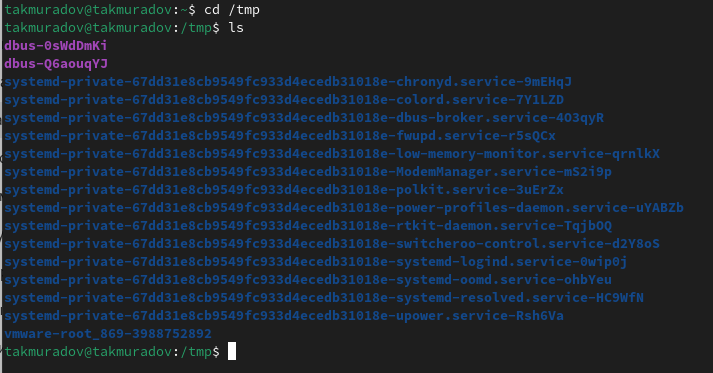 takmuradov@takmuradov:~$ cd /tmp
takmuradov@takmuradov:/tmp$ ls
dbus-0sWdDmKi
dbus-Q6aouqYJ
systemd-private-67dd31e8cb9549fc933d4ecedb31018e-chronyd.service-9mEHqJ
systemd-private-67dd31e8cb9549fc933d4ecedb31018e-colord.service-7Y1LZD
systemd-private-67dd31e8cb9549fc933d4ecedb31018e-dbus-broker.service-4O3qyR
systemd-private-67dd31e8cb9549fc933d4ecedb31018e-fwupd.service-r5sQCx
systemd-private-67dd31e8cb9549fc933d4ecedb31018e-low-memory-monitor.service-qrnlkX
systemd-private-67dd31e8cb9549fc933d4ecedb31018e-ModemManager.service-mS2i9p
systemd-private-67dd31e8cb9549fc933d4ecedb31018e-polkit.service-3uErZx
systemd-private-67dd31e8cb9549fc933d4ecedb31018e-power-profiles-daemon.service-uYABZb
systemd-private-67dd31e8cb9549fc933d4ecedb31018e-rtkit-daemon.service-TqjbOQ
systemd-private-67dd31e8cb9549fc933d4ecedb31018e-switcheroo-control.service-d2Y8oS
systemd-private-67dd31e8cb9549fc933d4ecedb31018e-systemd-logind.service-0wip0j
systemd-private-67dd31e8cb9549fc933d4ecedb31018e-systemd-oomd.service-ohbYeu
systemd-private-67dd31e8cb9549fc933d4ecedb31018e-systemd-resolved.service-HC9WfN
systemd-private-67dd31e8cb9549fc933d4ecedb31018e-upower.service-Rsh6Va
vmware-root_869-3988752892
takmuradov@takmuradov:/tmp$